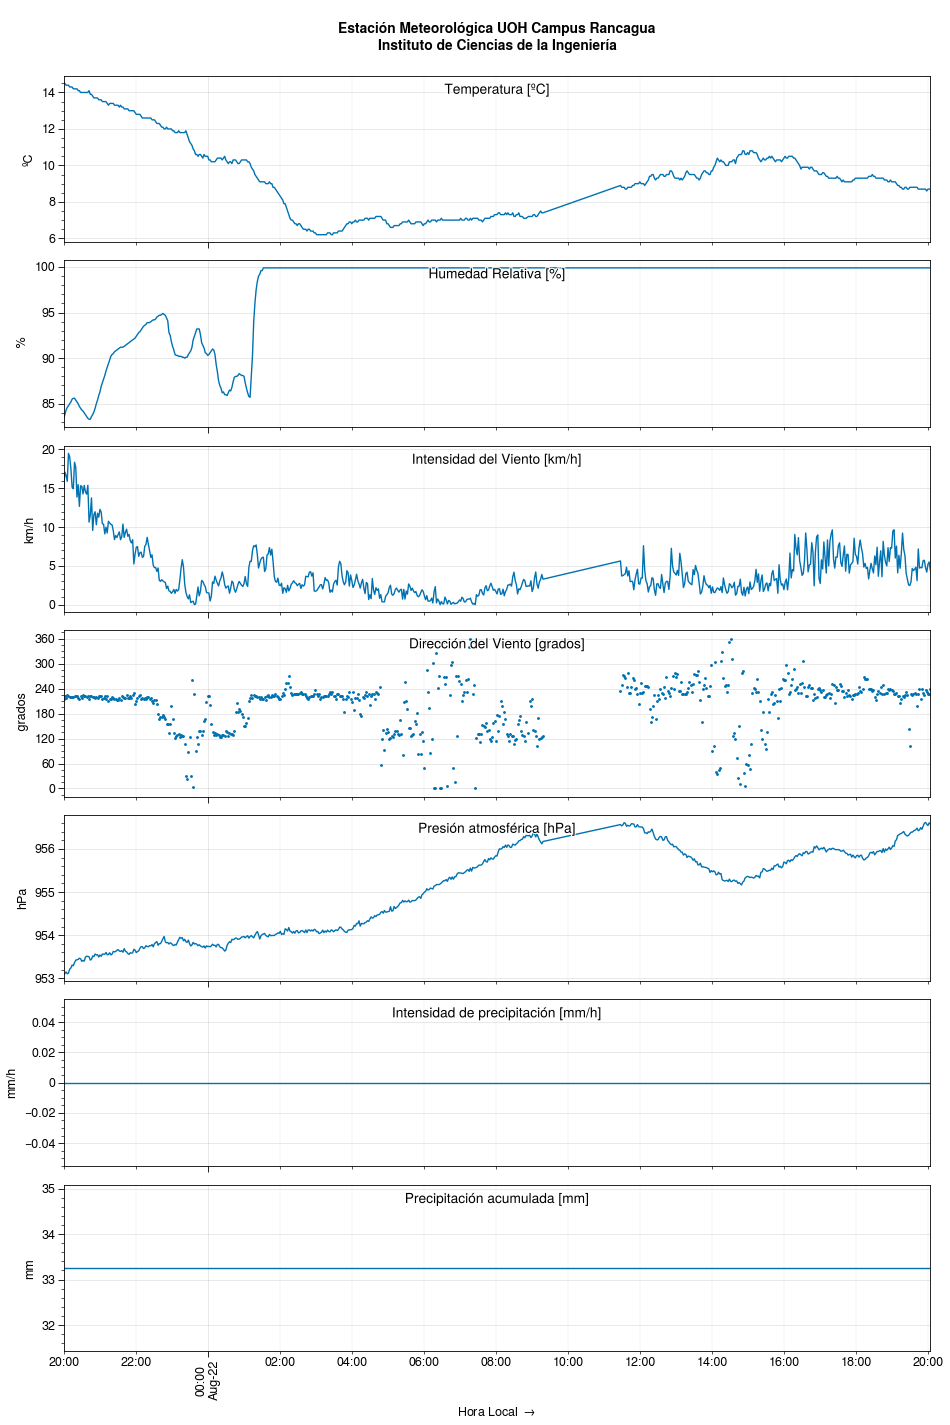 Estación Meteorológica UOH Campus Rancagua
Instituto de Ciencias de la Ingeniería
Temperatura [ºC]
ºC
14
12
10
8
6
Humedad Relativa [%]
%
100
95
90
85
Intensidad del Viento [km/h]
km/h
20
15
10
5
0
Dirección del Viento [grados]
grados
360
300
240
180
120
60
0
Presión atmosférica [hPa]
hPa
956
955
954
953
Intensidad de precipitación [mm/h]
mm/h
0.04
0.02
0
−0.02
−0.04
Precipitación acumulada [mm]
mm
35
34
33
32
20:00 22:00 00:00 02:00 04:00 06:00 08:00 10:00 12:00 14:00 16:00 18:00 20:00
Aug-22
Hora Local →